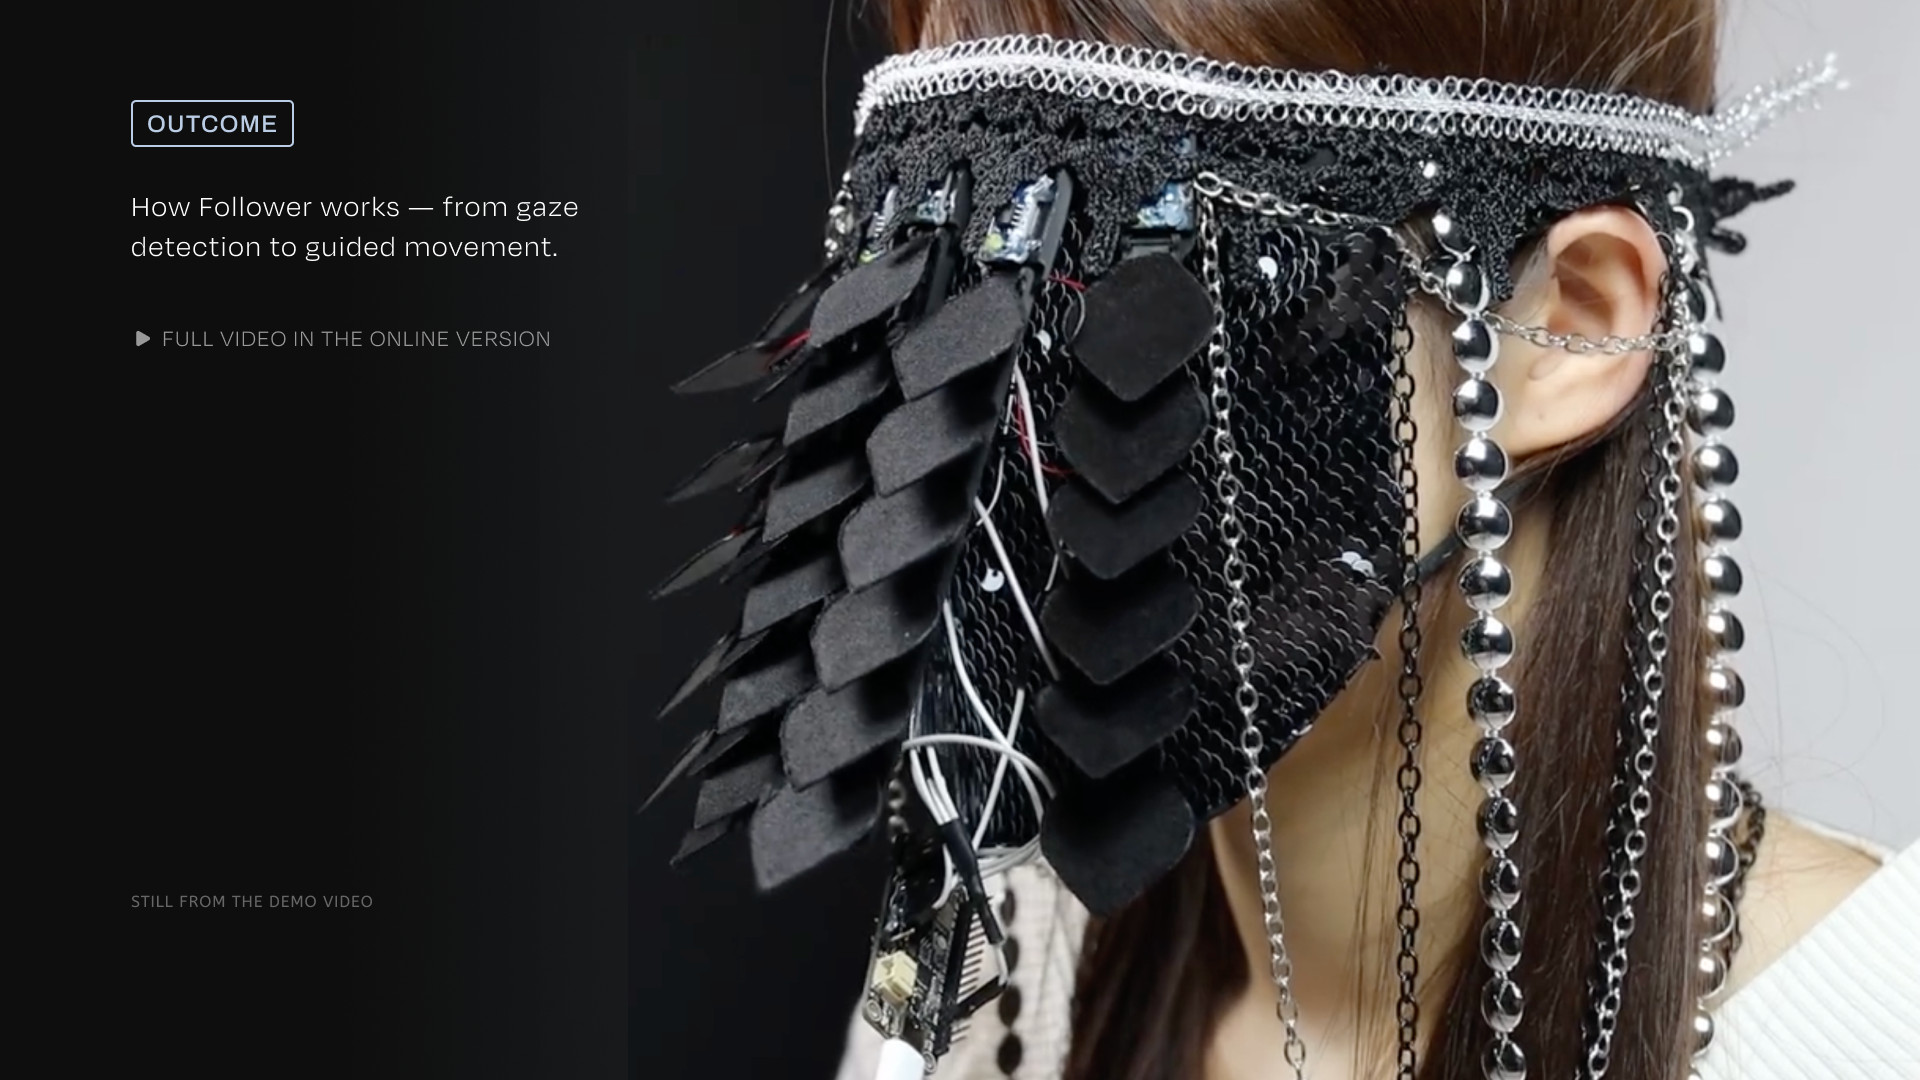 OUTCOME
How Follower works — from gaze
detection to guided movement.
▶ FULL VIDEO IN THE ONLINE VERSION
STILL FROM THE DEMO VIDEO